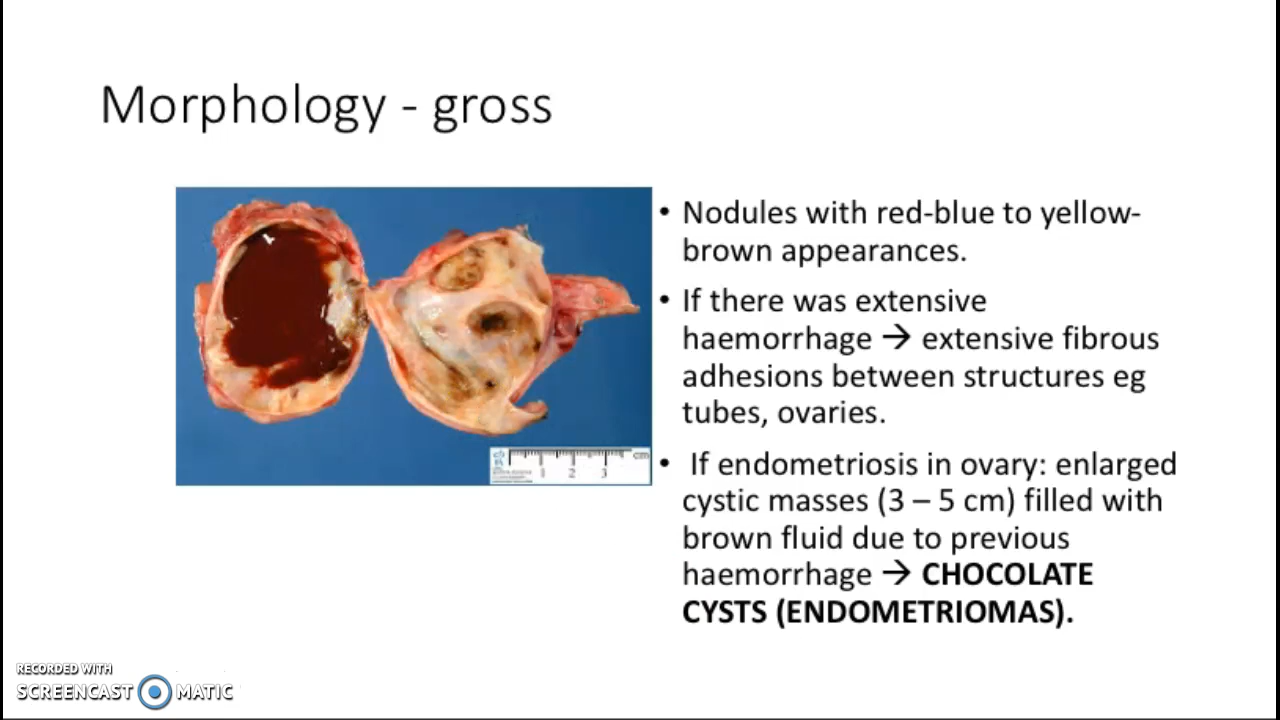 Morphology - gross
• Nodules with red-blue to yellow-
brown appearances.
• If there was extensive
haemorrhage → extensive fibrous
adhesions between structures eg
tubes, ovaries.
• If endometriosis in ovary: enlarged
cystic masses (3 – 5 cm) filled with
brown fluid due to previous
haemorrhage → CHOCOLATE
CYSTS (ENDOMETRIOMAS).
cm
1 2 3
RECORDED WITH
SCREENCAST MATIC